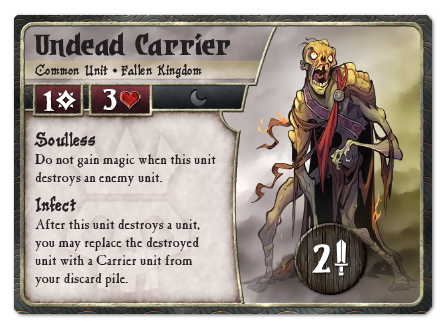 Undead Carrier
Common Unit • Fallen Kingdom
1 3
Soulless
Do not gain magic when this unit
destroys an enemy unit.
Infect
After this unit destroys a unit,
you may replace the destroyed
unit with a Carrier unit from
your discard pile.
2